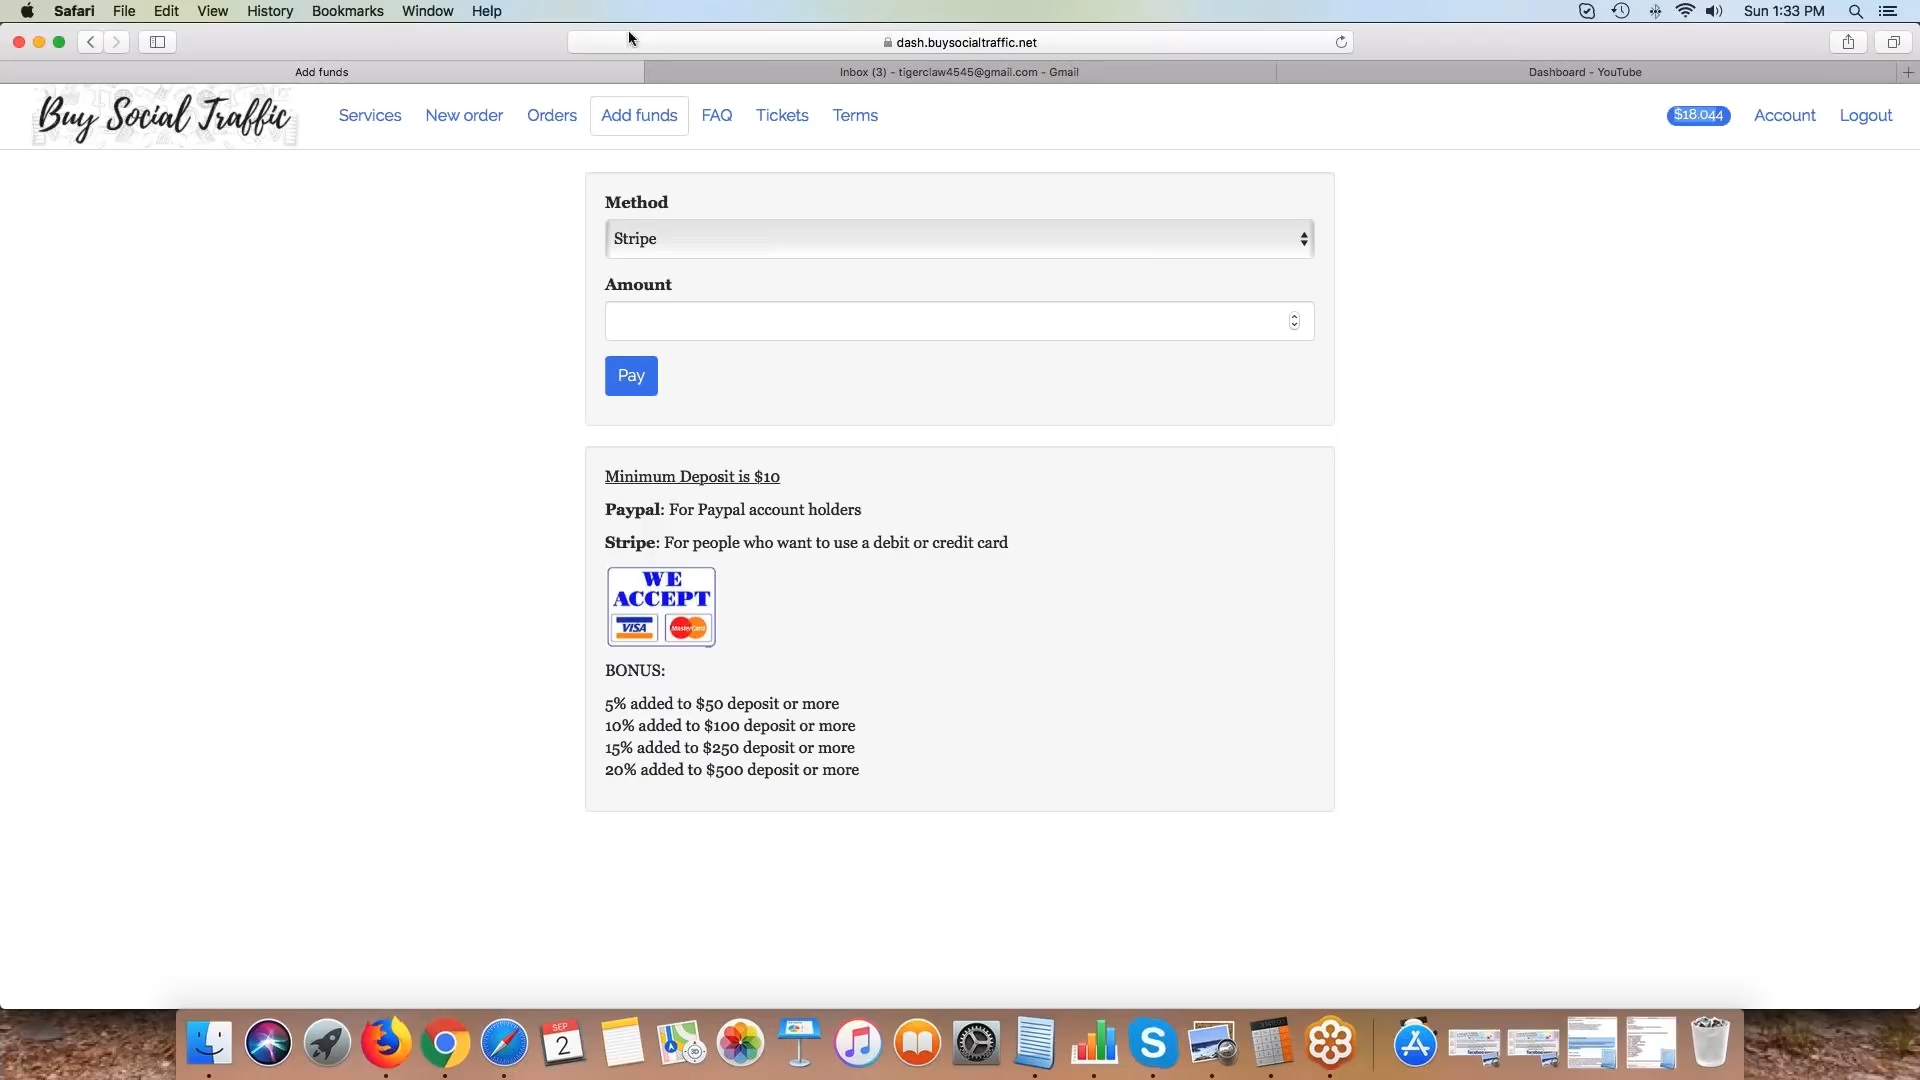 Safari File Edit View History Bookmarks Window Help Sun 1:33 PM
dash.buysocialtraffic.net
Add funds Inbox (3) - tigerclaw4545@gmail.com - Gmail Dashboard - YouTube
Buy Social Traffic Services New order Orders Add funds FAQ Tickets Terms $18.044 Account Logout
Method
Stripe
Amount
Pay
Minimum Deposit is $10
Paypal: For Paypal account holders
Stripe: For people who want to use a debit or credit card
WE
ACCEPT
VISA MasterCard
BONUS:
5% added to $50 deposit or more
10% added to $100 deposit or more
15% added to $250 deposit or more
20% added to $500 deposit or more
SEP
2
3D